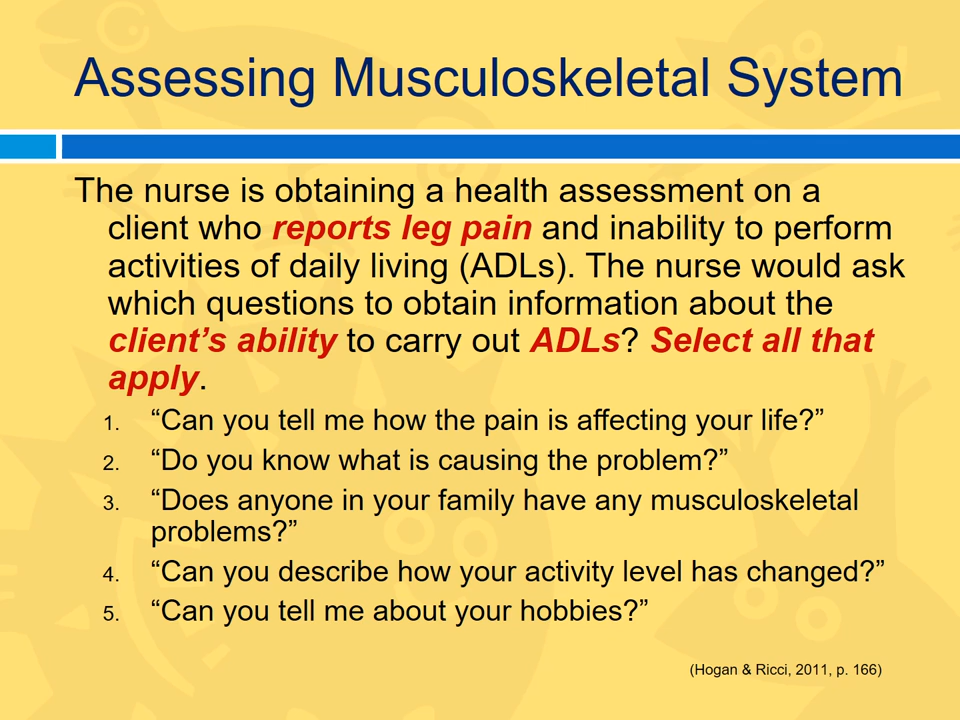 Assessing Musculoskeletal System
The nurse is obtaining a health assessment on a
client who reports leg pain and inability to perform
activities of daily living (ADLs). The nurse would ask
which questions to obtain information about the
client’s ability to carry out ADLs? Select all that
apply.
1. “Can you tell me how the pain is affecting your life?”
2. “Do you know what is causing the problem?”
3. “Does anyone in your family have any musculoskeletal
problems?”
4. “Can you describe how your activity level has changed?”
5. “Can you tell me about your hobbies?”
(Hogan & Ricci, 2011, p. 166)